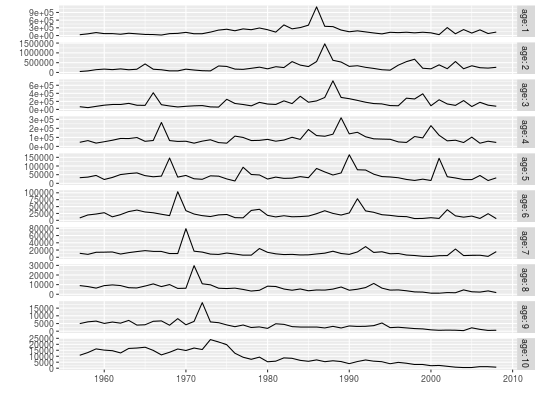 9e+05
6e+05
3e+05
0e+00
age: 1
1500000
1000000
500000
0
age: 2
6e+05
4e+05
2e+05
0e+00
age: 3
3e+05
2e+05
1e+05
0e+00
age: 4
150000
100000
50000
0
age: 5
100000
75000
50000
25000
0
age: 6
80000
60000
40000
20000
0
age: 7
30000
20000
10000
0
age: 8
15000
10000
5000
0
age: 9
25000
20000
15000
10000
5000
0
age: 10
1960 1970 1980 1990 2000 2010